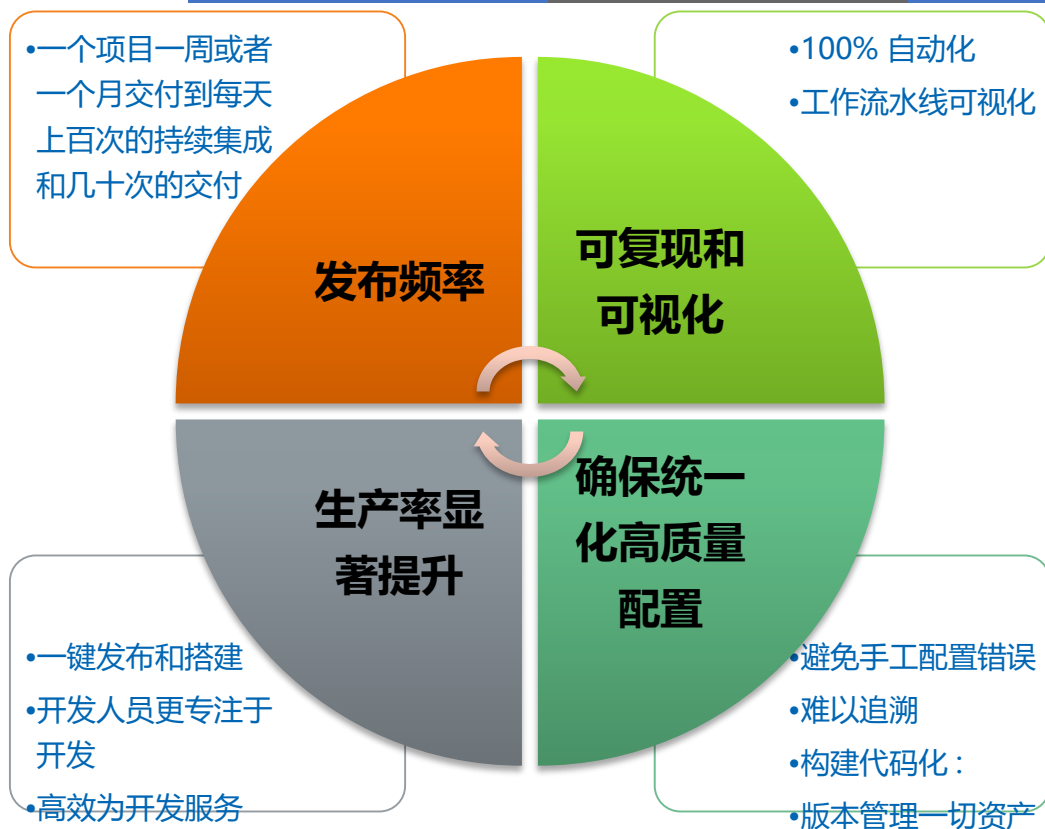 •一个项目一周或者
一个月交付到每天
上百次的持续集成
和几十次的交付
•100% 自动化
•工作流水线可视化
发布频率
可复现和
可视化
生产率显
著提升
确保统一
化高质量
配置
•一键发布和搭建
•开发人员更专注于
开发
•高效为开发服务
•避免手工配置错误
•难以追溯
•构建代码化：
•版本管理一切资产